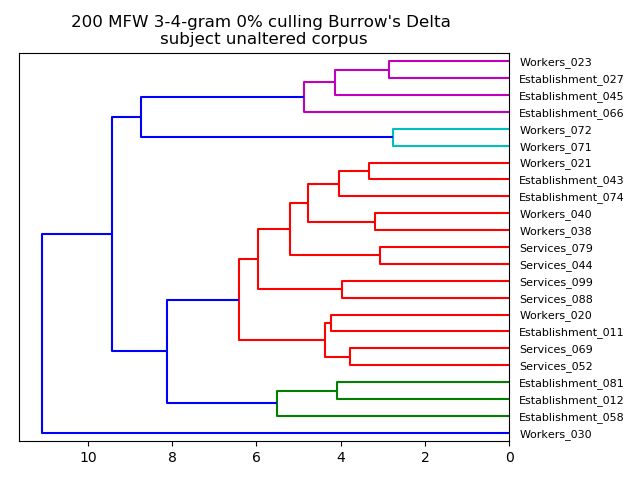 200 MFW 3-4-gram 0% culling Burrow's Delta
subject unaltered corpus
Workers_023
Establishment_027
Establishment_045
Establishment_066
Workers_072
Workers_071
Workers_021
Establishment_043
Establishment_074
Workers_040
Workers_038
Services_079
Services_044
Services_099
Services_088
Workers_020
Establishment_011
Services_069
Services_052
Establishment_081
Establishment_012
Establishment_058
Workers_030
10 8 6 4 2 0